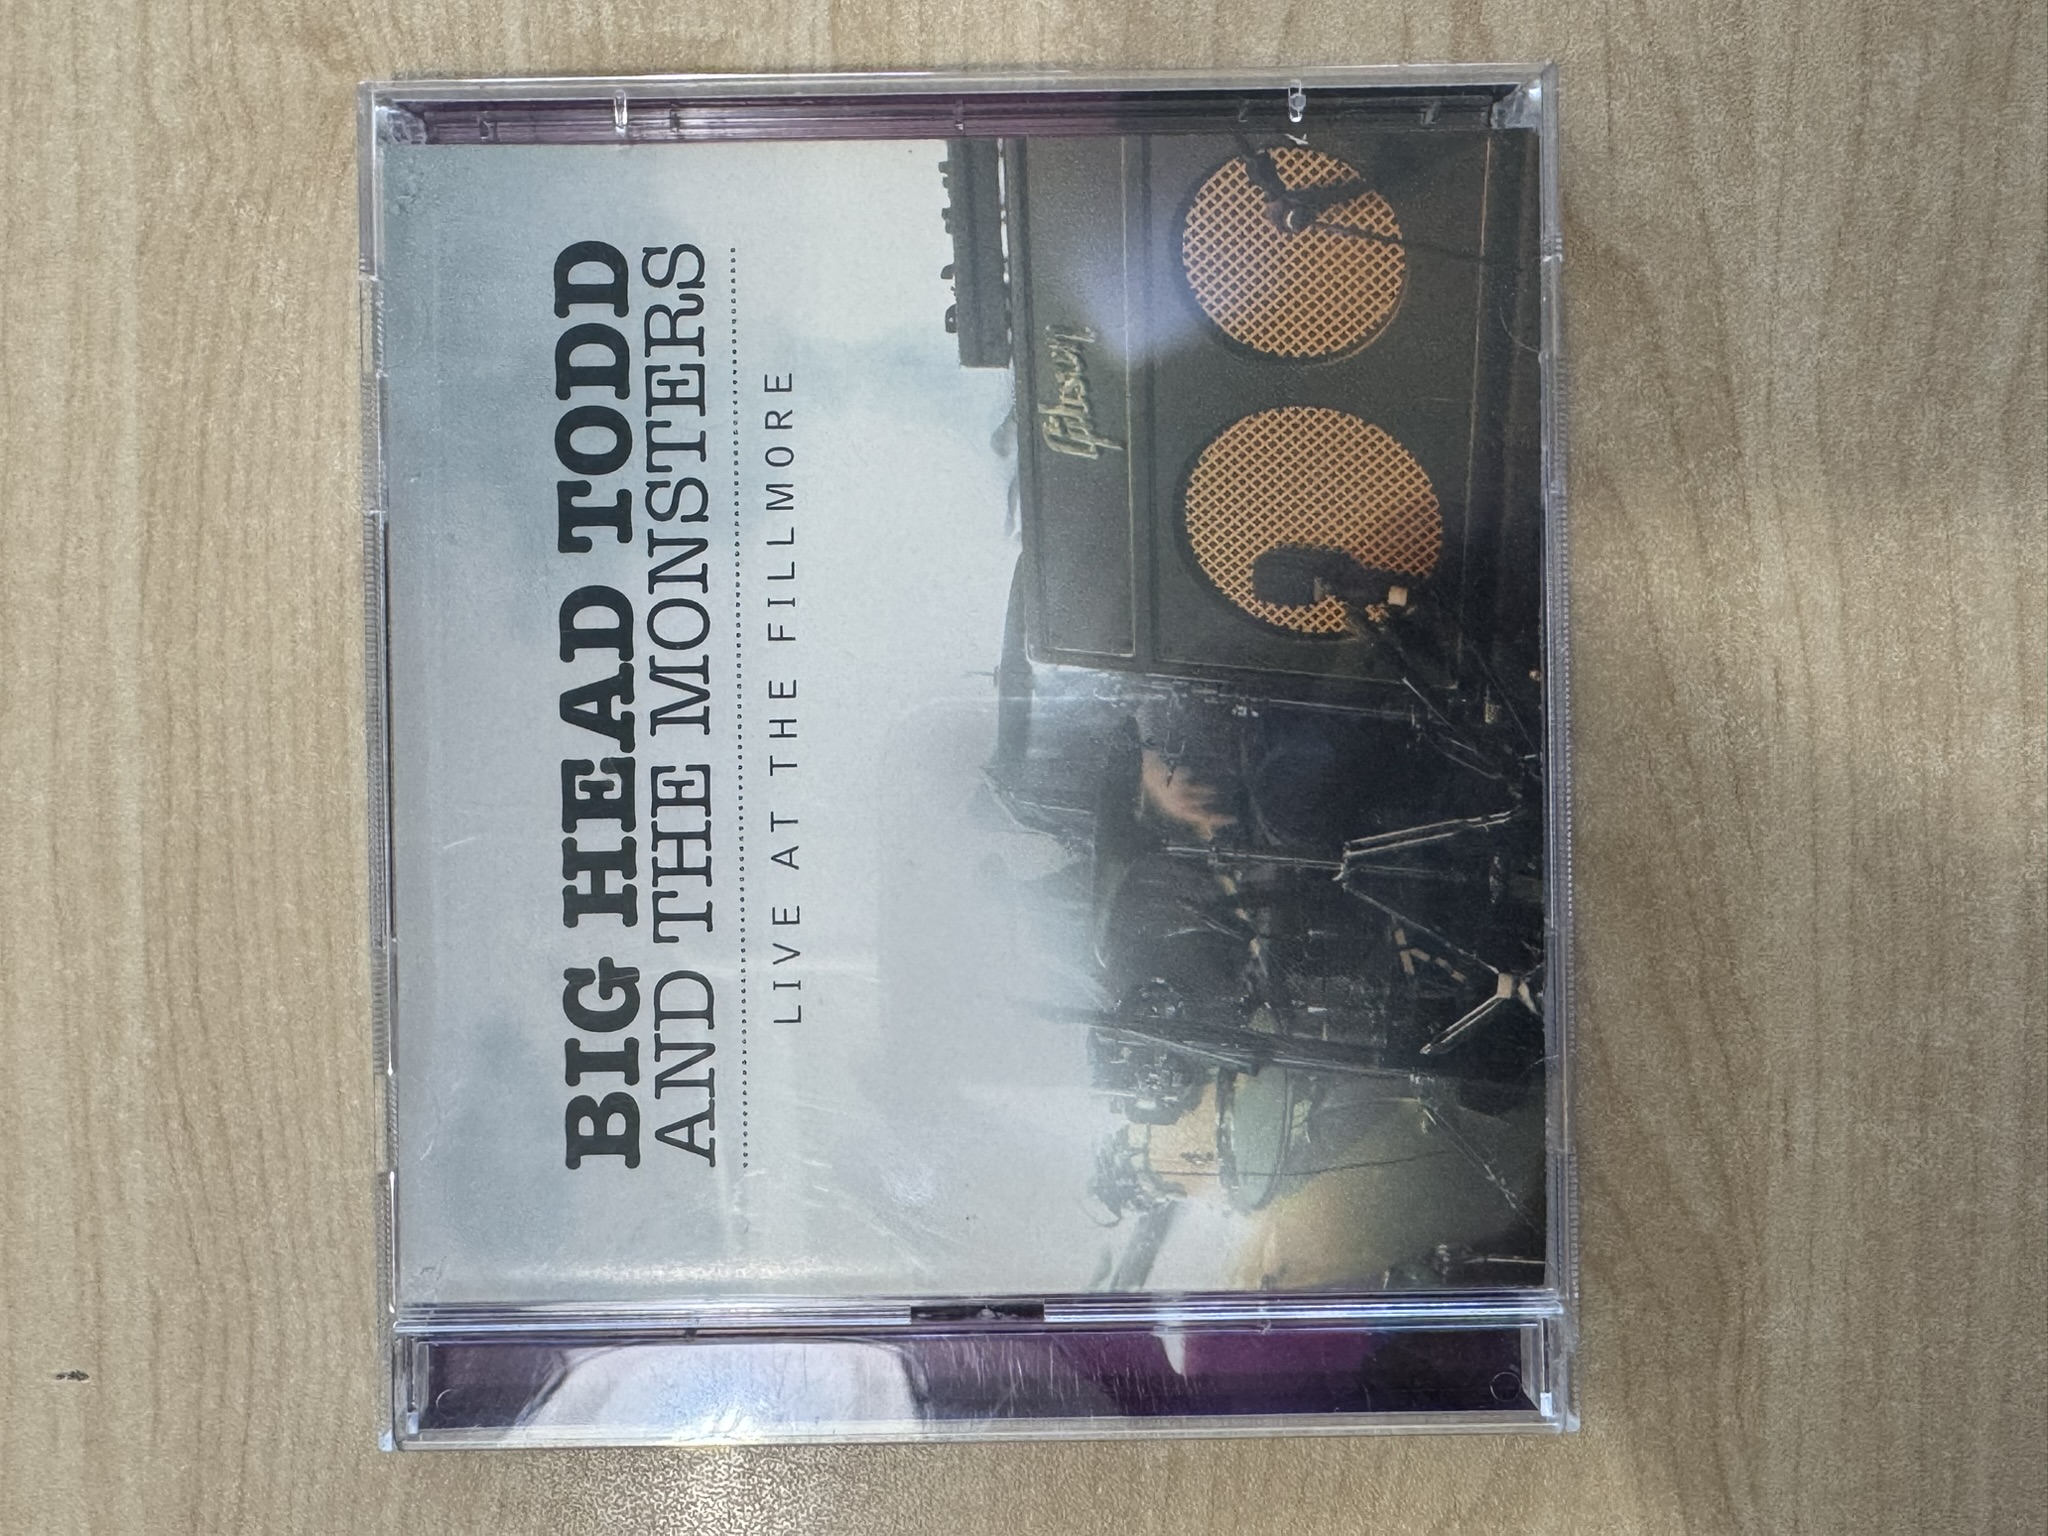 BIG HEAD TODD
AND THE MONSTERS
LIVE AT THE FILLMORE
Gibson